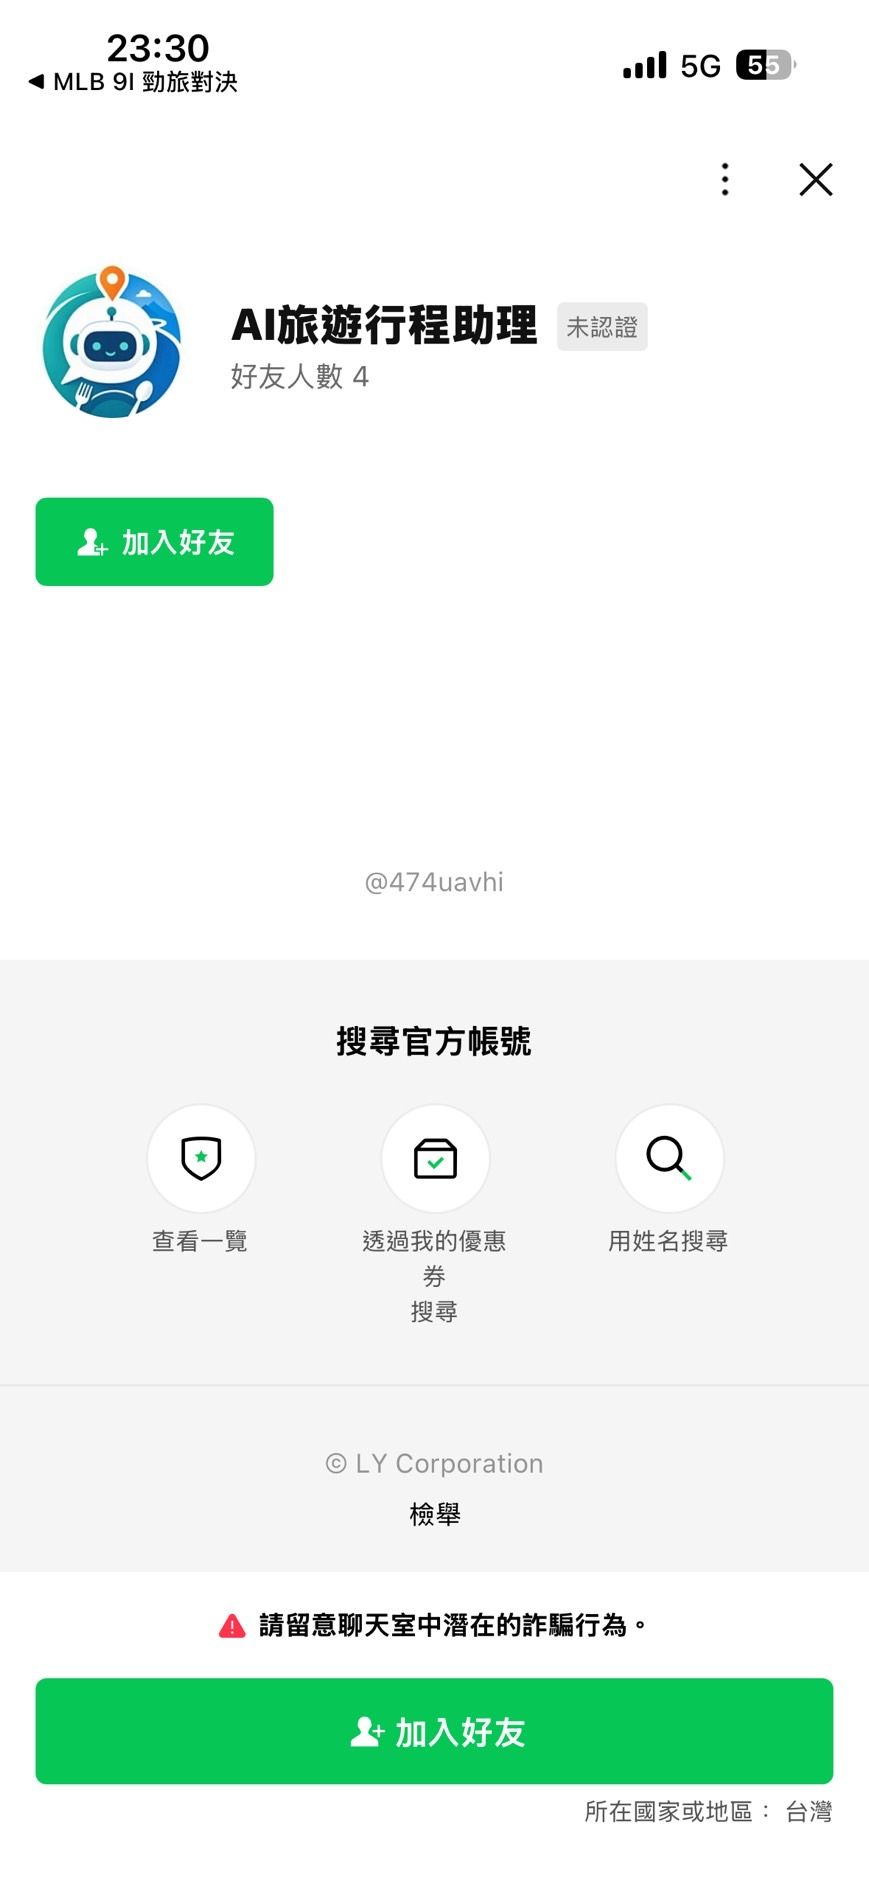 23:30
◀ MLB 9I 勁旅對決
5G
55
AI旅遊行程助理
未認證
好友人數 4
加入好友
@474uavhi
搜尋官方帳號
查看一覽
透過我的優惠
券
搜尋
用姓名搜尋
© LY Corporation
檢舉
請留意聊天室中潛在的詐騙行為。
加入好友
所在國家或地區： 台灣